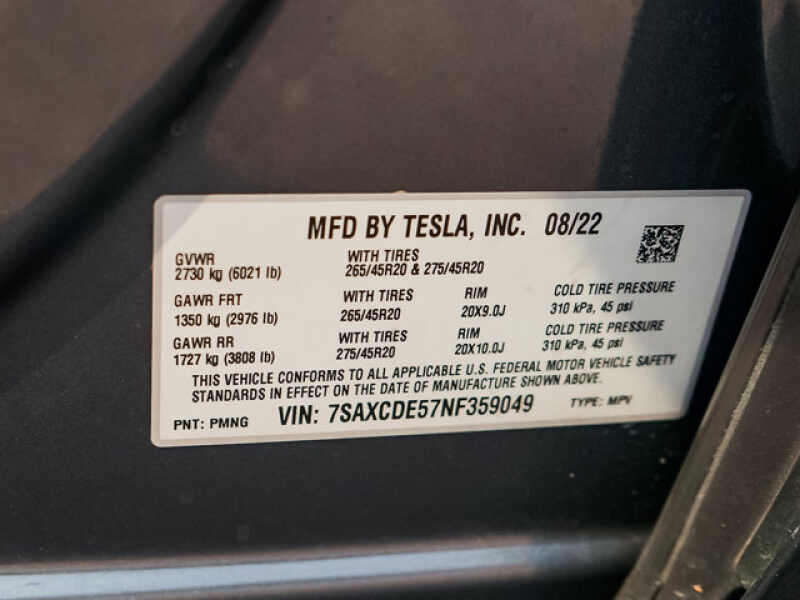 MFD BY TESLA, INC. 08/22
GVWR WITH TIRES
2730 kg (6021 lb) 265/45R20 & 275/45R20
GAWR FRT WITH TIRES RIM COLD TIRE PRESSURE
1350 kg (2976 lb) 265/45R20 20X9.0J 310 kPa, 45 psi
GAWR RR WITH TIRES RIM COLD TIRE PRESSURE
1727 kg (3808 lb) 275/45R20 20X10.0J 310 kPa, 45 psi
THIS VEHICLE CONFORMS TO ALL APPLICABLE U.S. FEDERAL MOTOR VEHICLE SAFETY
STANDARDS IN EFFECT ON THE DATE OF MANUFACTURE SHOWN ABOVE.
PNT: PMNG VIN: 7SAXCDE57NF359049 TYPE: MPV